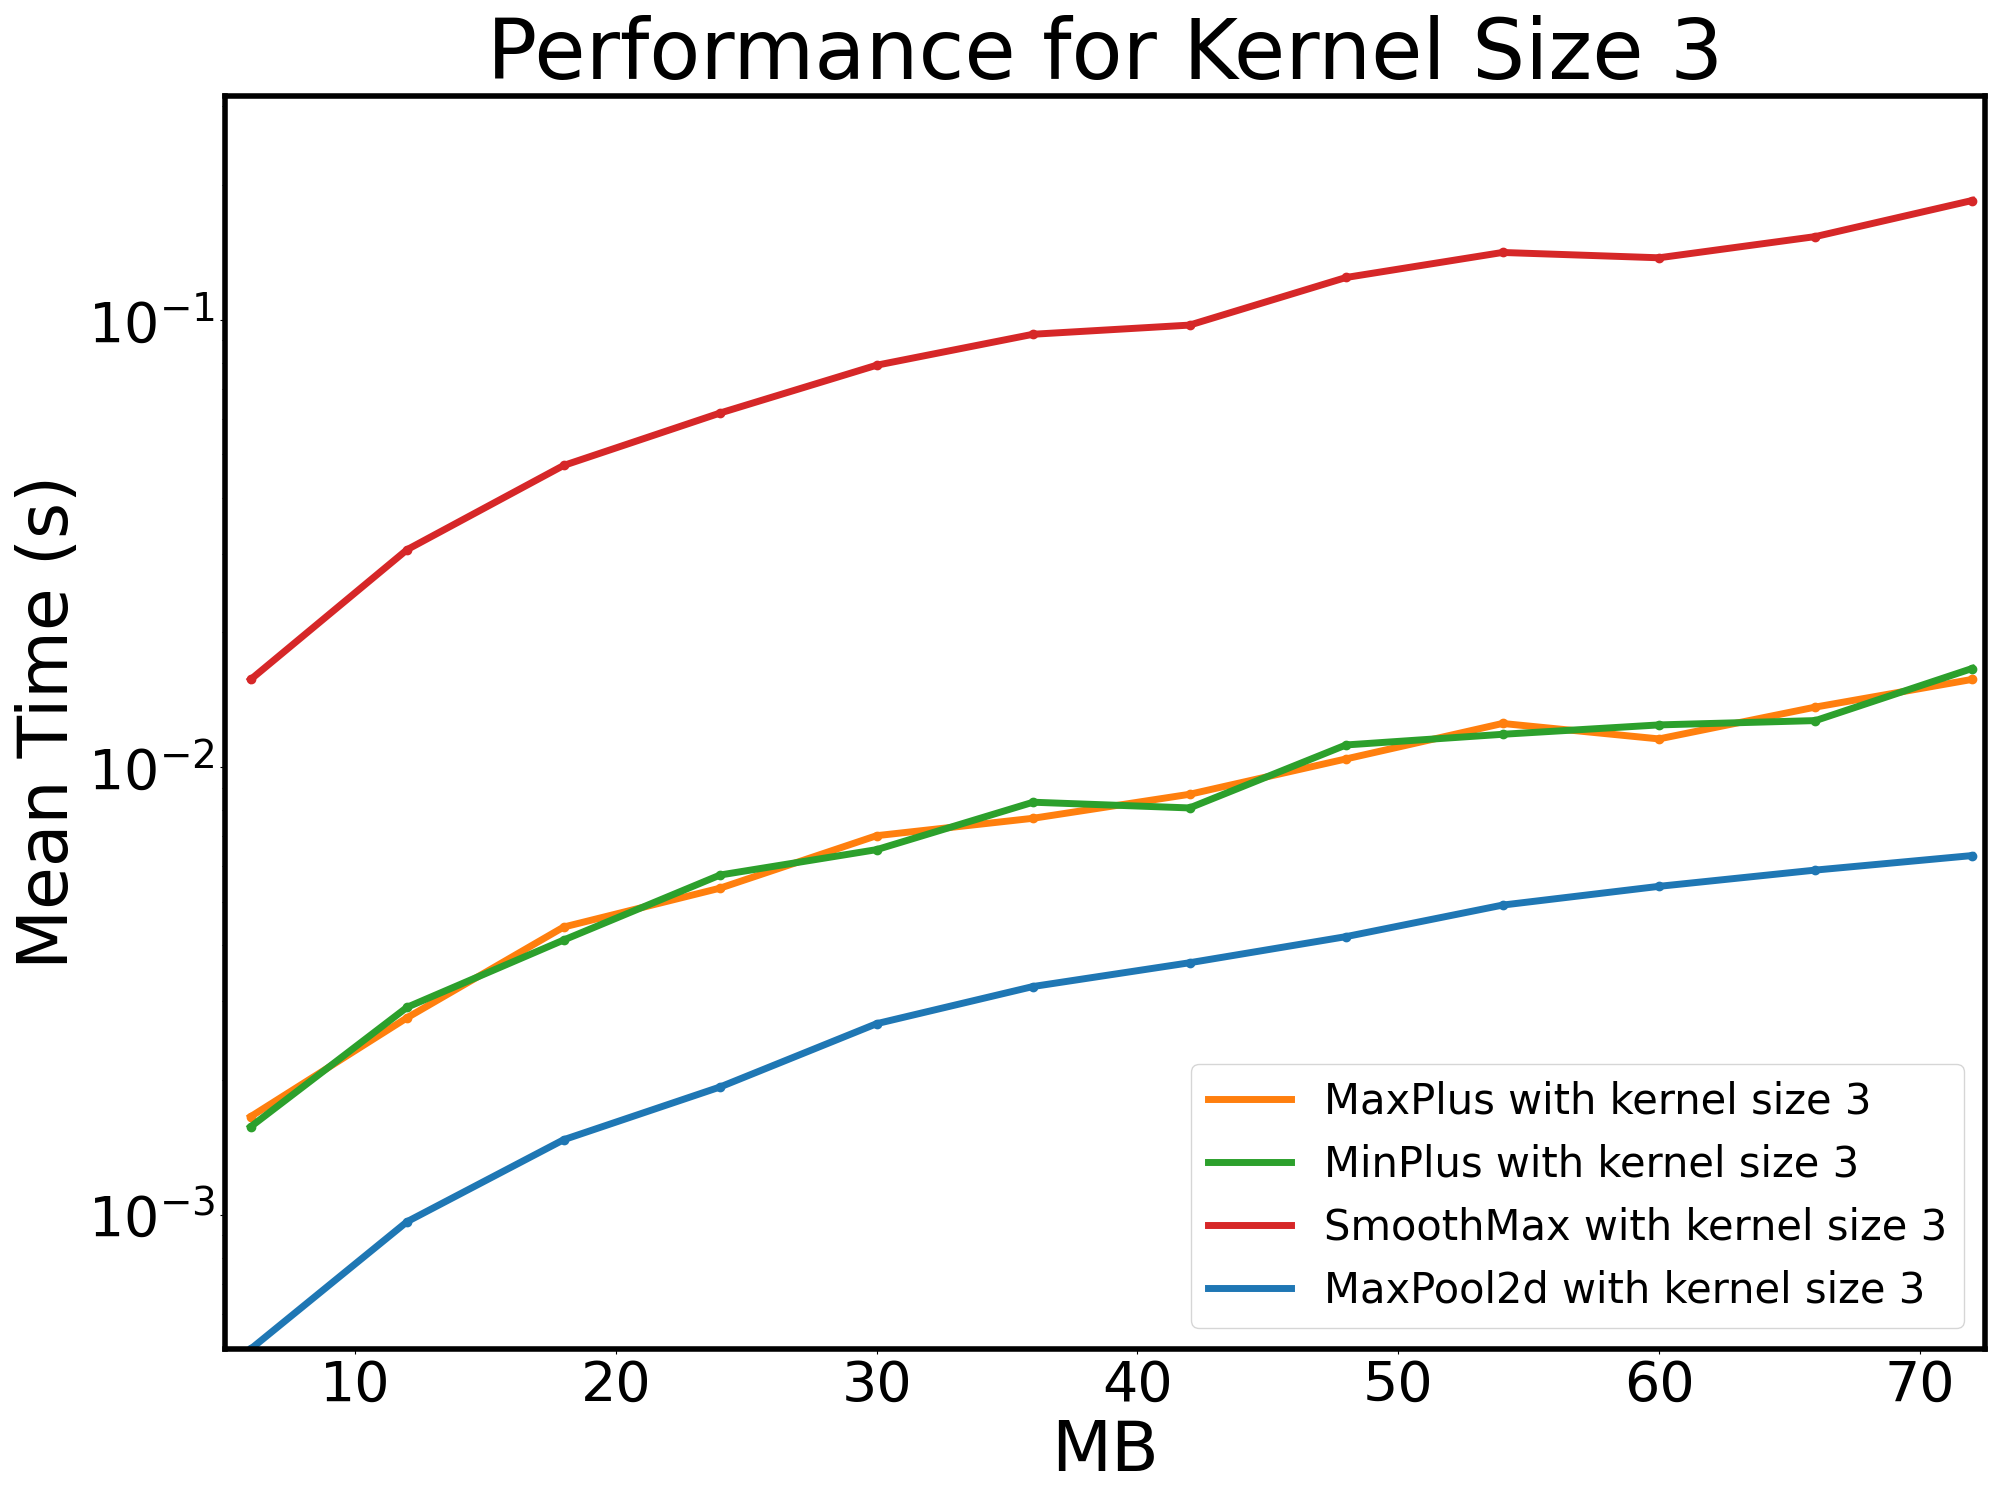 Performance for Kernel Size 3
Mean Time (s)
10⁻¹
10⁻²
10⁻³
MaxPlus with kernel size 3
MinPlus with kernel size 3
SmoothMax with kernel size 3
MaxPool2d with kernel size 3
10 20 30 40 50 60 70
MB